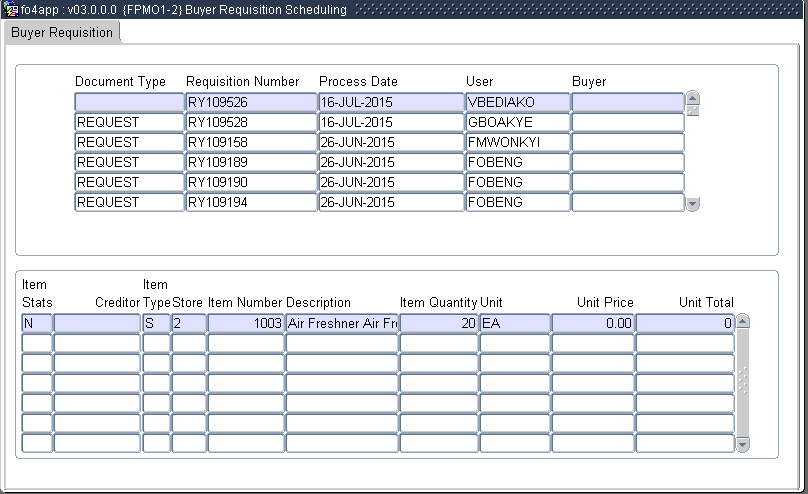 fo4app : v03.0.0.0 {FPMO1-2} Buyer Requisition Scheduling
Buyer Requisition
Document Type Requisition Number Process Date User Buyer
RY109526 16-JUL-2015 VBEDIAKO
REQUEST RY109528 16-JUL-2015 GBOAKYE
REQUEST RY109158 26-JUN-2015 FMWONKYI
REQUEST RY109189 26-JUN-2015 FOBENG
REQUEST RY109190 26-JUN-2015 FOBENG
REQUEST RY109194 26-JUN-2015 FOBENG
Item Item
Stats Creditor Type Store Item Number Description Item Quantity Unit Unit Price Unit Total
N S 2 1003 Air Freshner Air Fre 20 EA 0.00 0